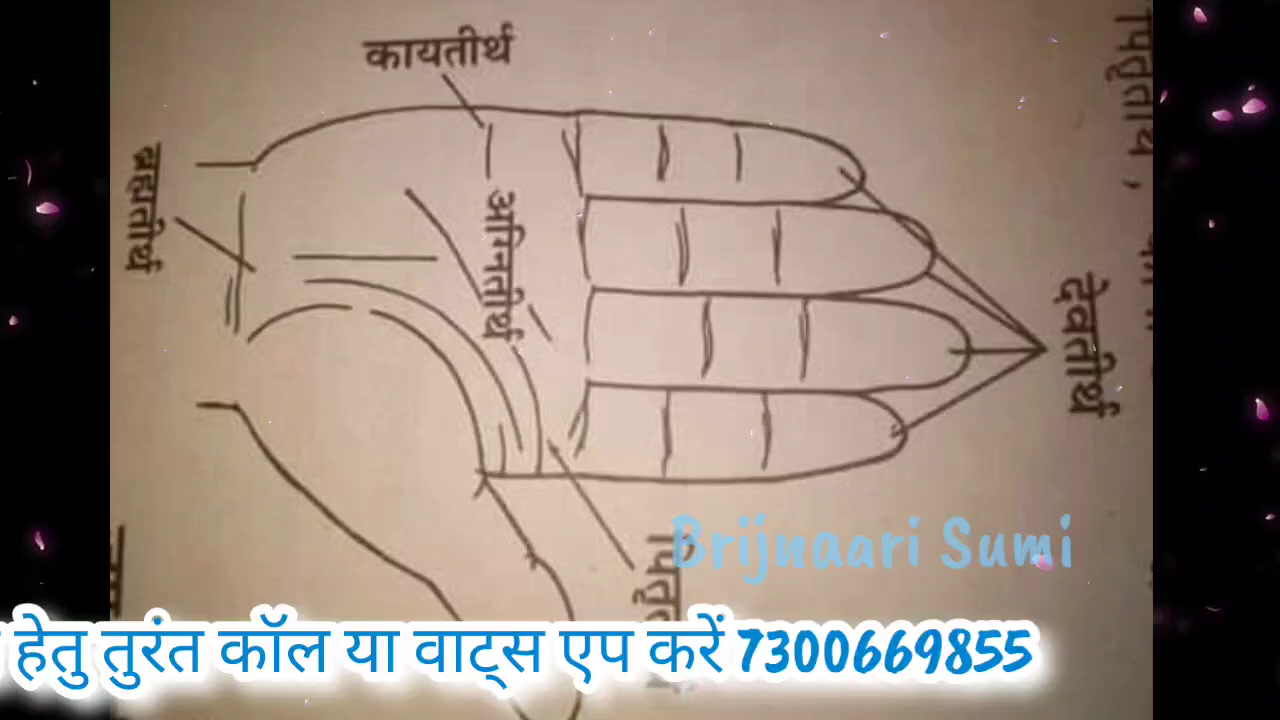 कायतीर्थ
ब्रह्मतीर्थ
अग्नितीर्थ
देवतीर्थ
Brijnaari Sumi
हेतु तुरंत कॉल या वाट्स एप करें 7300669855